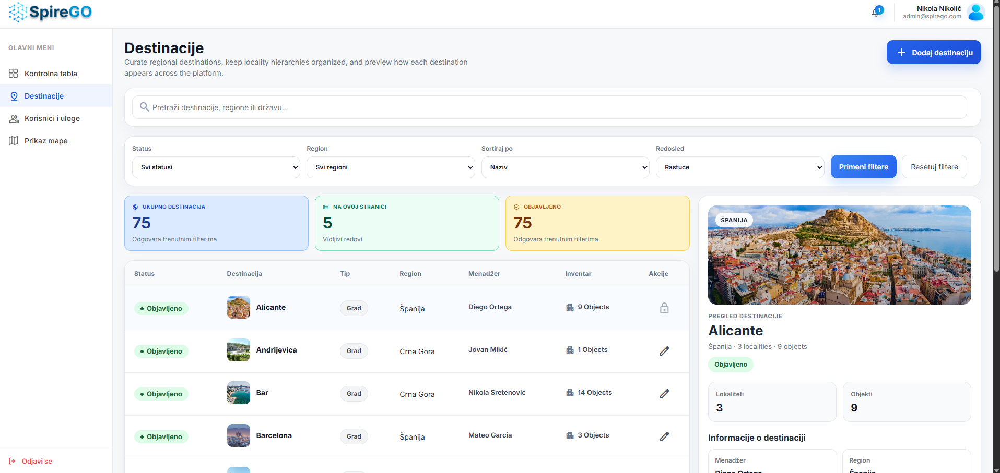 SpireGO
1
Nikola Nikolić
admin@spirego.com
GLAVNI MENI
Kontrolna tabla
Destinacije
Korisnici i uloge
Prikaz mape
Odjavi se
Destinacije
Curate regional destinations, keep locality hierarchies organized, and preview how each destination
appears across the platform.
Dodaj destinaciju
Pretraži destinacije, regione ili državu...
Status
Region
Sortiraj po
Redosled
Svi statusi
Svi regioni
Naziv
Rastuće
Primeni filtere
Resetuj filtere
UKUPNO DESTINACIJA
75
Odgovara trenutnim filterima
NA OVOJ STRANICI
5
Vidljivi redovi
OBJAVLJENO
75
Odgovara trenutnim filterima
Status Destinacija Tip Region Menadžer Inventar Akcije
Objavljeno Alicante Grad Španija Diego Ortega 9 Objects
Objavljeno Andrijevica Grad Crna Gora Jovan Mikić 1 Objects
Objavljeno Bar Grad Crna Gora Nikola Sretenović 14 Objects
Objavljeno Barcelona Grad Španija Mateo Garcia 3 Objects
ŠPANIJA
PREGLED DESTINACIJE
Alicante
Španija · 3 localities · 9 objects
Objavljeno
Lokaliteti
3
Objekti
9
Informacije o destinaciji
Menadžer
Diego Ortega
Region
Španija